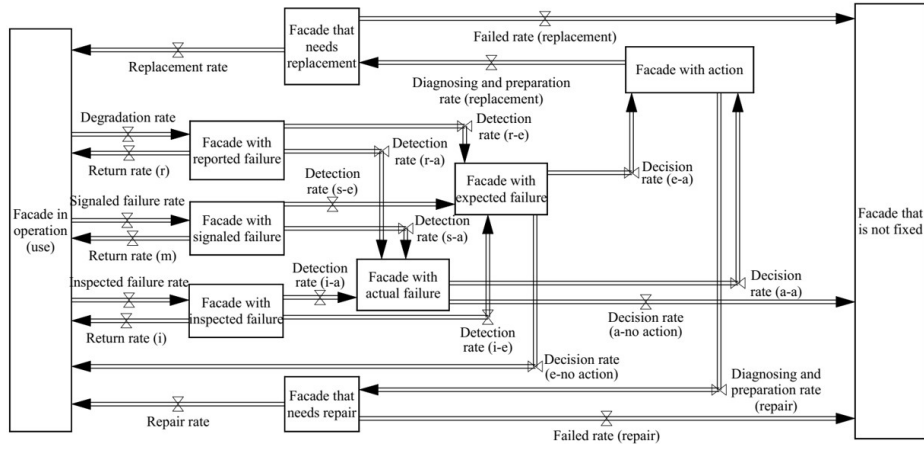 Facade in
operation
(use)
Facade that
needs
replacement
Failed rate (replacement)
Replacement rate
Diagnosing and preparation
rate (replacement)
Facade with action
Facade that
is not fixed
Degradation rate
Return rate (r)
Facade with
reported failure
Detection
rate (r-e)
Detection
rate (r-a)
Signaled failure rate
Return rate (m)
Facade with
signaled failure
Detection
rate (s-e)
Detection
rate (s-a)
Facade with
expected failure
Decision
rate (e-a)
Inspected failure rate
Return rate (i)
Facade with
inspected failure
Detection
rate (i-a)
Facade with
actual failure
Detection
rate (i-e)
Decision
rate (a-a)
Decision rate
(a-no action)
Decision rate
(e-no action)
Diagnosing and
preparation rate
(repair)
Facade that
needs repair
Repair rate
Failed rate (repair)